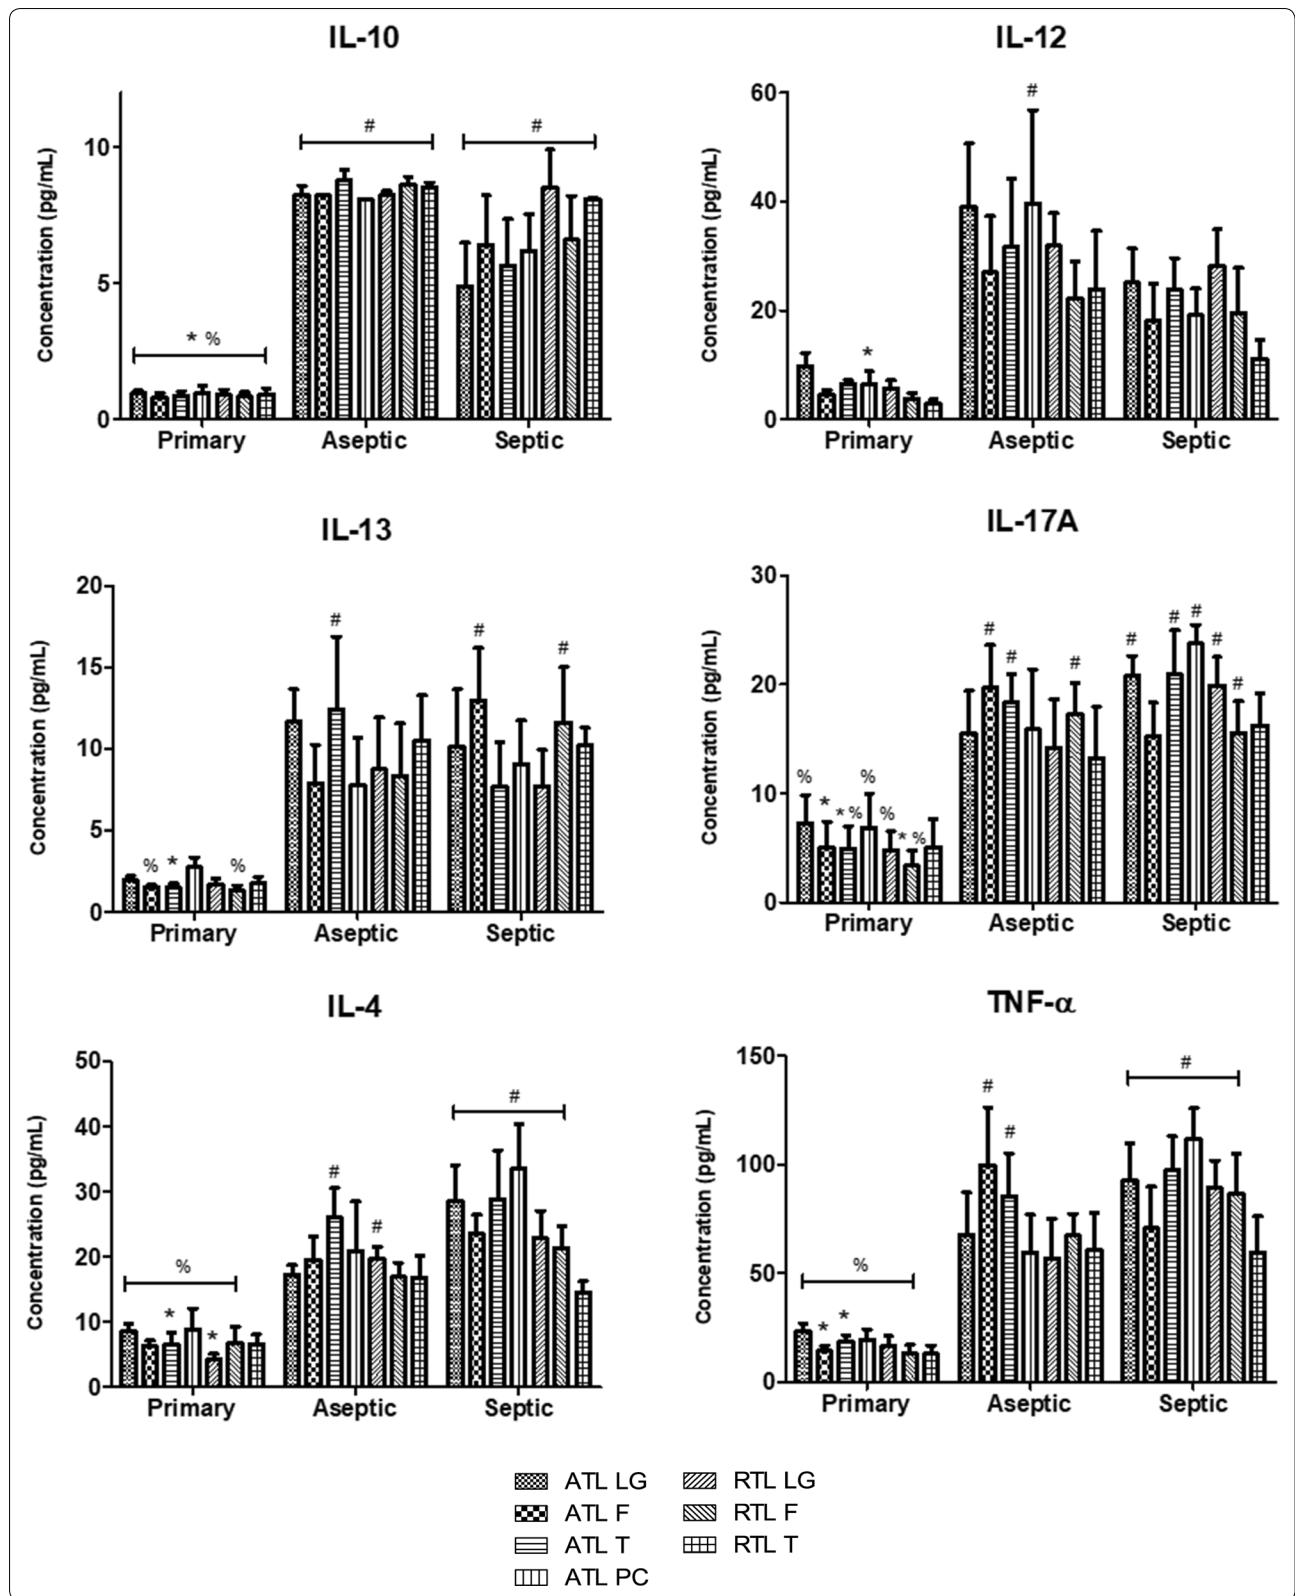 IL-10
Concentration (pg/mL)
10
5
0
* %
#
#
Primary Aseptic Septic
IL-12
Concentration (pg/mL)
60
40
20
0
*
#
Primary Aseptic Septic
IL-13
Concentration (pg/mL)
20
15
10
5
0
% * %
#
# #
Primary Aseptic Septic
IL-17A
Concentration (pg/mL)
30
20
10
0
% * * % % % * %
# # #
# # # # #
Primary Aseptic Septic
IL-4
Concentration (pg/mL)
50
40
30
20
10
0
%
* *
# #
#
Primary Aseptic Septic
TNF-α
Concentration (pg/mL)
150
100
50
0
%
* *
# #
#
Primary Aseptic Septic
ATL LG RTL LG
ATL F RTL F
ATL T RTL T
ATL PC